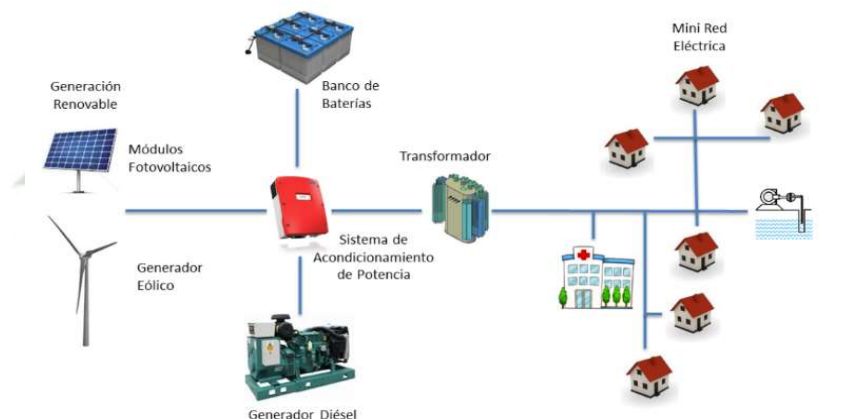 Mini Red
Eléctrica
Generación
Renovable
Banco de
Baterías
Módulos
Fotovoltaicos
Transformador
Sistema de
Acondicionamiento
de Potencia
Generador
Eólico
Generador Diésel